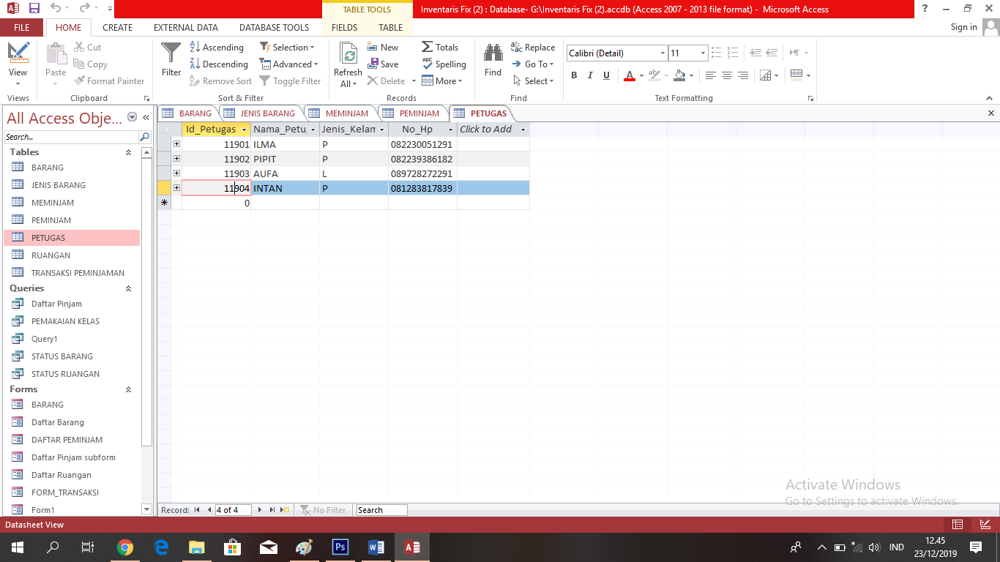 TABLE TOOLS
Inventaris Fix (2) : Database- G:\Inventaris Fix (2).accdb (Access 2007 - 2013 file format) - Microsoft Access
FILE HOME CREATE EXTERNAL DATA DATABASE TOOLS FIELDS TABLE Sign in
View
Views
Paste
Cut
Copy
Format Painter
Clipboard
Filter
Ascending
Descending
Remove Sort
Selection
Advanced
Toggle Filter
Sort & Filter
Refresh
All
New
Save
Delete
Totals
Spelling
More
Records
Find
Replace
Go To
Select
Find
Calibri (Detail) 11
B I U A
Text Formatting
All Access Obje...
Search...
Tables
BARANG
JENIS BARANG
MEMINJAM
PEMINJAM
PETUGAS
RUANGAN
TRANSAKSI PEMINJAMAN
Queries
Daftar Pinjam
PEMAKAIAN KELAS
Query1
STATUS BARANG
STATUS RUANGAN
Forms
BARANG
Daftar Barang
DAFTAR PEMINJAM
Daftar Pinjam subform
Daftar Ruangan
FORM_TRANSAKSI
Form1
BARANG JENIS BARANG MEMINJAM PEMINJAM PETUGAS
Id_Petugas Nama_Petu Jenis_Kelam No_Hp Click to Add
11901 ILMA P 082230051291
11902 PIPIT P 082239386182
11903 AUFA L 089728272291
11904 INTAN P 081283817839
0
Activate Windows
Go to Settings to activate Windows.
Record: 4 of 4 No Filter Search
Datasheet View
IND
12.45
23/12/2019